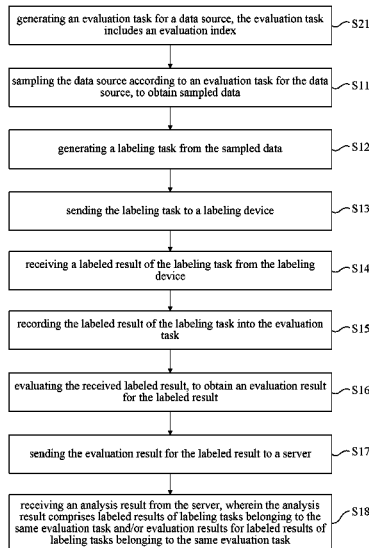 generating an evaluation task for a data source, the evaluation task
includes an evaluation index
S21
sampling the data source according to an evaluation task for the data
source, to obtain sampled data
S11
generating a labeling task from the sampled data
S12
sending the labeling task to a labeling device
S13
receiving a labeled result of the labeling task from the labeling
device
S14
recording the labeled result of the labeling task into the evaluation
task
S15
evaluating the received labeled result, to obtain an evaluation result
for the labeled result
S16
sending the evaluation result for the labeled result to a server
S17
receiving an analysis result from the server, wherein the analysis
result comprises labeled results of labeling tasks belonging to the
same evaluation task and/or evaluation results for labeled results of
labeling tasks belonging to the same evaluation task
S18